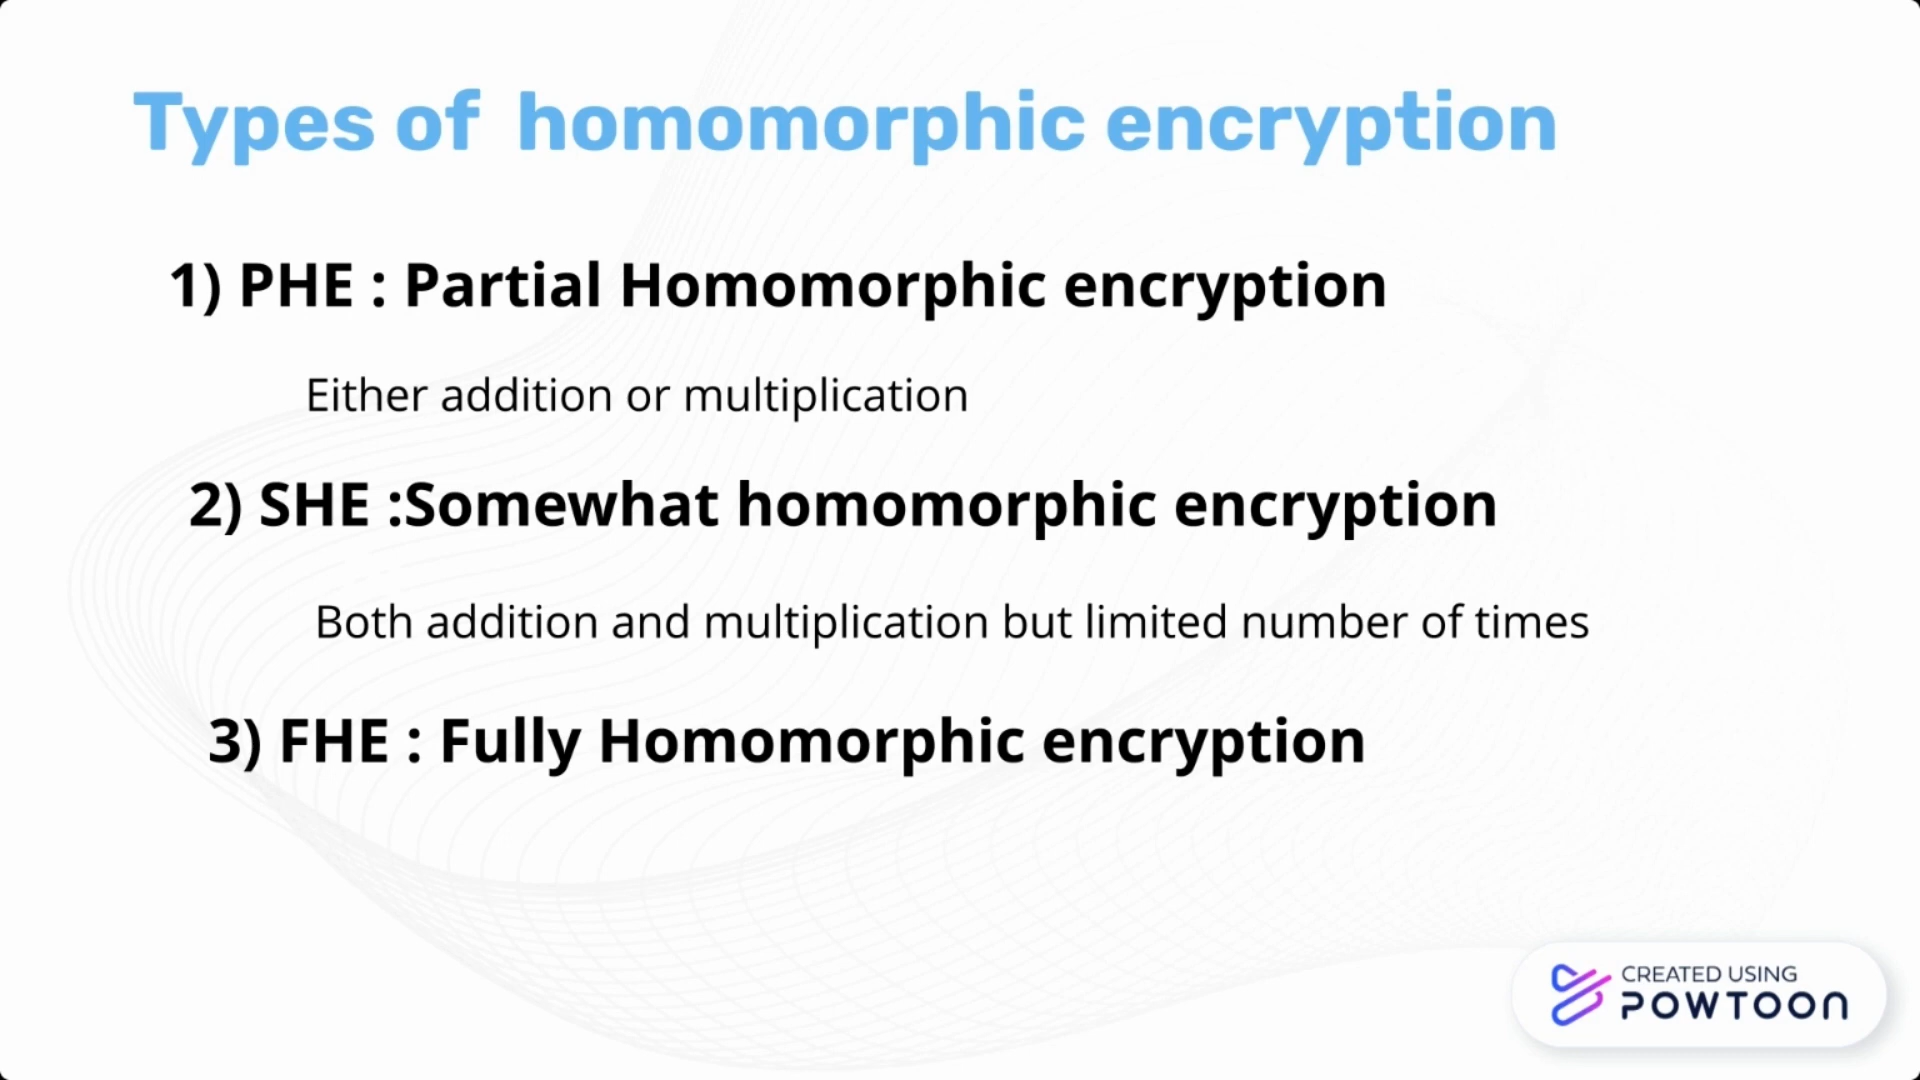 Types of homomorphic encryption
1) PHE : Partial Homomorphic encryption
Either addition or multiplication
2) SHE :Somewhat homomorphic encryption
Both addition and multiplication but limited number of times
3) FHE : Fully Homomorphic encryption
CREATED USING
POWTOON